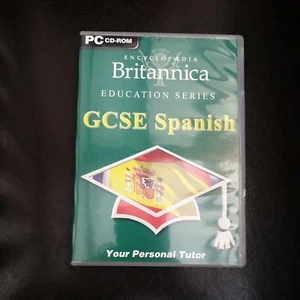 PC CD-ROM
ENCYCLOPÆDIA
Britannica
EDUCATION SERIES
GCSE Spanish
Your Personal Tutor